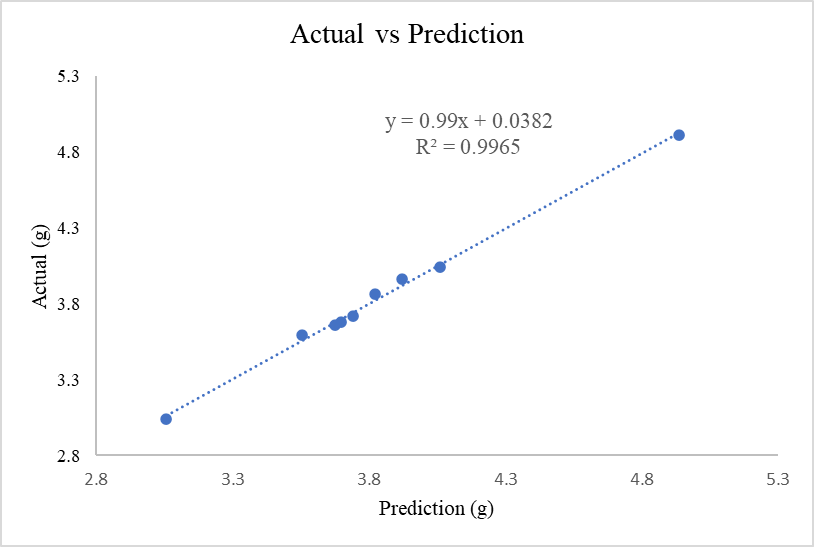 Actual vs Prediction
y = 0.99x + 0.0382
R² = 0.9965
Actual (g)
5.3
4.8
4.3
3.8
3.3
2.8
2.8 3.3 3.8 4.3 4.8 5.3
Prediction (g)